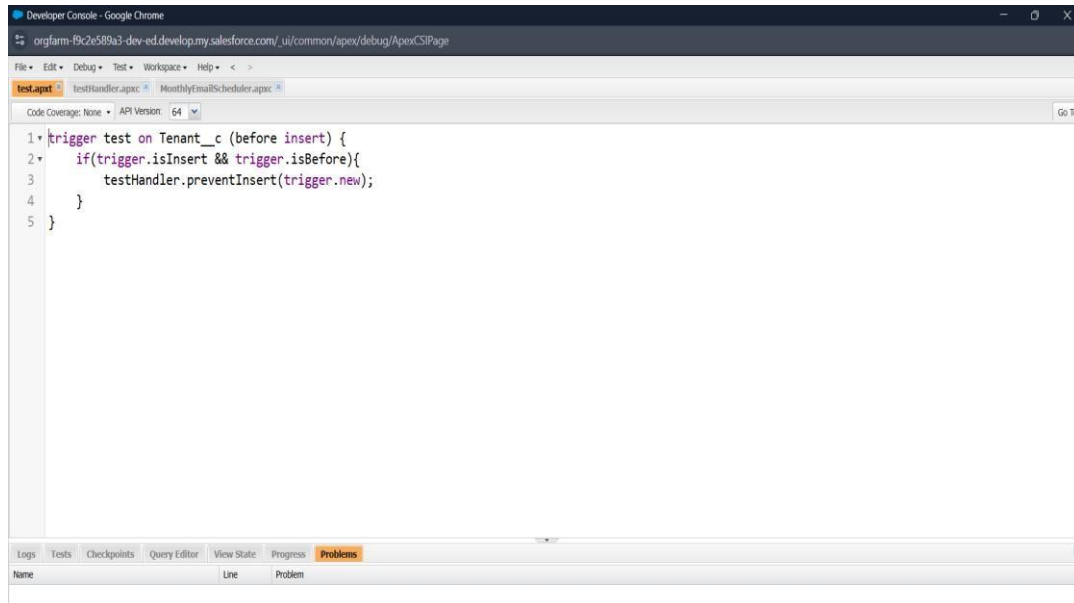 Developer Console - Google Chrome
orgfarm-f9c2e589a3-dev-ed.develop.my.salesforce.com/_ui/common/apex/debug/ApexCSIPage
File Edit Debug Test Workspace Help < >
test.apxt testHandler.apxc MonthlyEmailScheduler.apxc
Code Coverage: None API Version: 64 Go T
1 trigger test on Tenant__c (before insert) {
2 if(trigger.isInsert && trigger.isBefore){
3 testHandler.preventInsert(trigger.new);
4 }
5 }
Logs Tests Checkpoints Query Editor View State Progress Problems
Name Line Problem